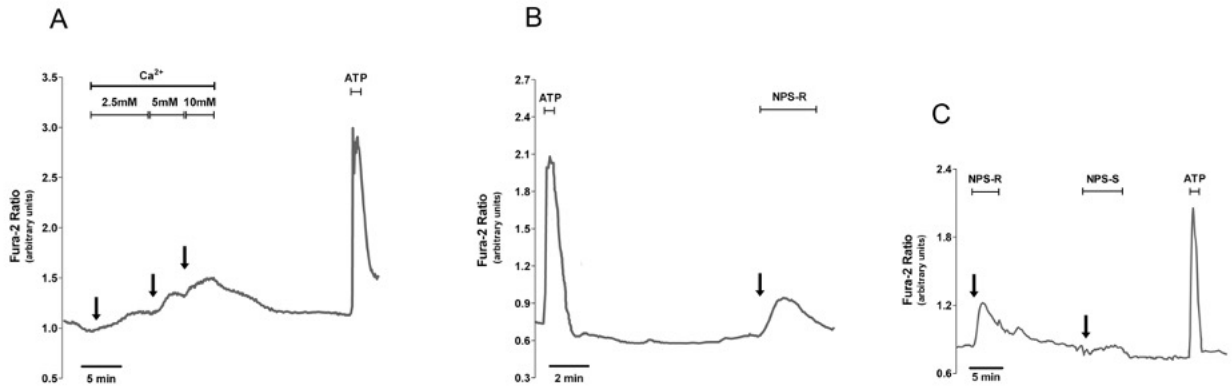 A
Ca2+
2.5mM 5mM 10mM
ATP
Fura-2 Ratio
(arbitrary units)
3.5
3.0
2.5
2.0
1.5
1.0
0.5
5 min
B
ATP
NPS-R
Fura-2 Ratio
(arbitrary units)
2.7
2.4
2.1
1.8
1.5
1.2
0.9
0.6
0.3
2 min
C
NPS-R
NPS-S
ATP
Fura-2 Ratio
(arbitrary units)
2.4
1.8
1.2
0.6
5 min